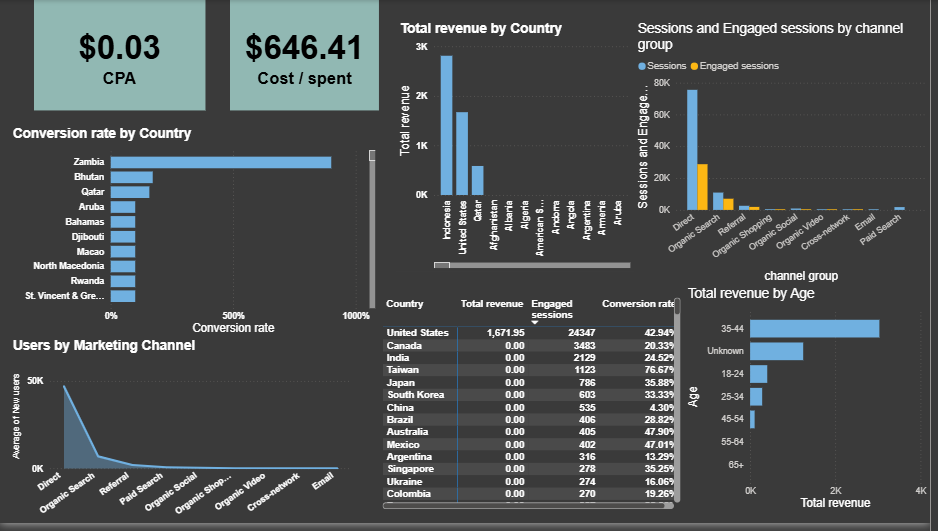 $0.03
CPA
$646.41
Cost / spent
Conversion rate by Country
Zambia
Bhutan
Qatar
Aruba
Bahamas
Djibouti
Macao
North Macedonia
Rwanda
St. Vincent & Gre...
0%
500%
1000%
Conversion rate
Users by Marketing Channel
Average of New users
50K
0K
Direct
Organic Search
Referral
Paid Search
Organic Social
Organic Shop...
Organic Video
Cross-network
Email
Total revenue by Country
Total revenue
3K
2K
1K
0K
Indonesia
United States
Qatar
Afghanistan
Albania
Algeria
American S...
Andorra
Angola
Argentina
Armenia
Aruba
Sessions and Engaged sessions by channel
group
Sessions Engaged sessions
Sessions and Engage...
80K
60K
40K
20K
0K
Direct
Organic Search
Referral
Organic Shopping
Organic Social
Organic Video
Cross-network
Email
Paid Search
channel group
Country Total revenue Engaged sessions Conversion rate
United States 1,671.95 24347 42.94%
Canada 0.00 3483 20.33%
India 0.00 2129 24.52%
Taiwan 0.00 1123 76.67%
Japan 0.00 786 35.88%
South Korea 0.00 603 33.33%
China 0.00 535 4.30%
Brazil 0.00 406 28.82%
Australia 0.00 405 47.90%
Mexico 0.00 402 47.01%
Argentina 0.00 316 13.29%
Singapore 0.00 278 35.25%
Ukraine 0.00 274 16.06%
Colombia 0.00 270 19.26%
Total revenue by Age
Age
35-44
Unknown
18-24
25-34
45-54
55-64
65+
0K
2K
4K
Total revenue